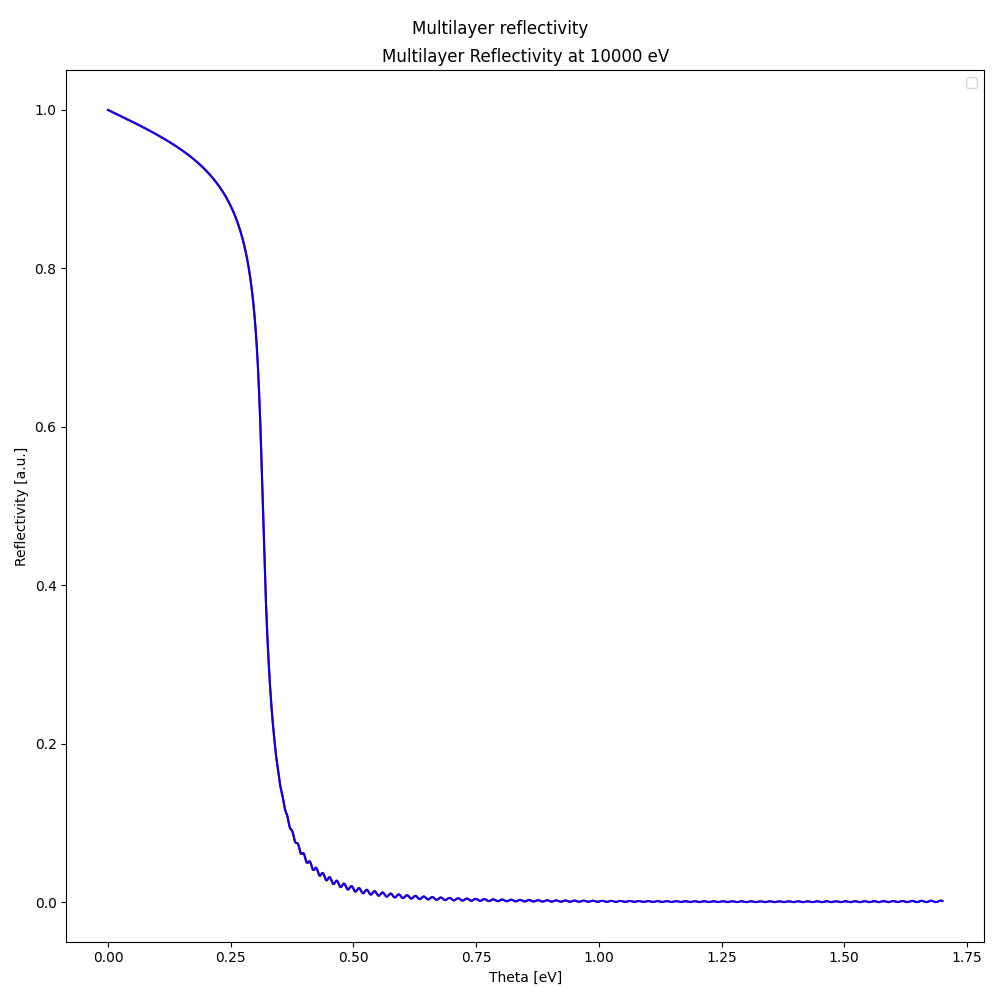 Multilayer reflectivity
Multilayer Reflectivity at 10000 eV
1.0
0.8
0.6
0.4
0.2
0.0
Reflectivity [a.u.]
0.00 0.25 0.50 0.75 1.00 1.25 1.50 1.75
Theta [eV]